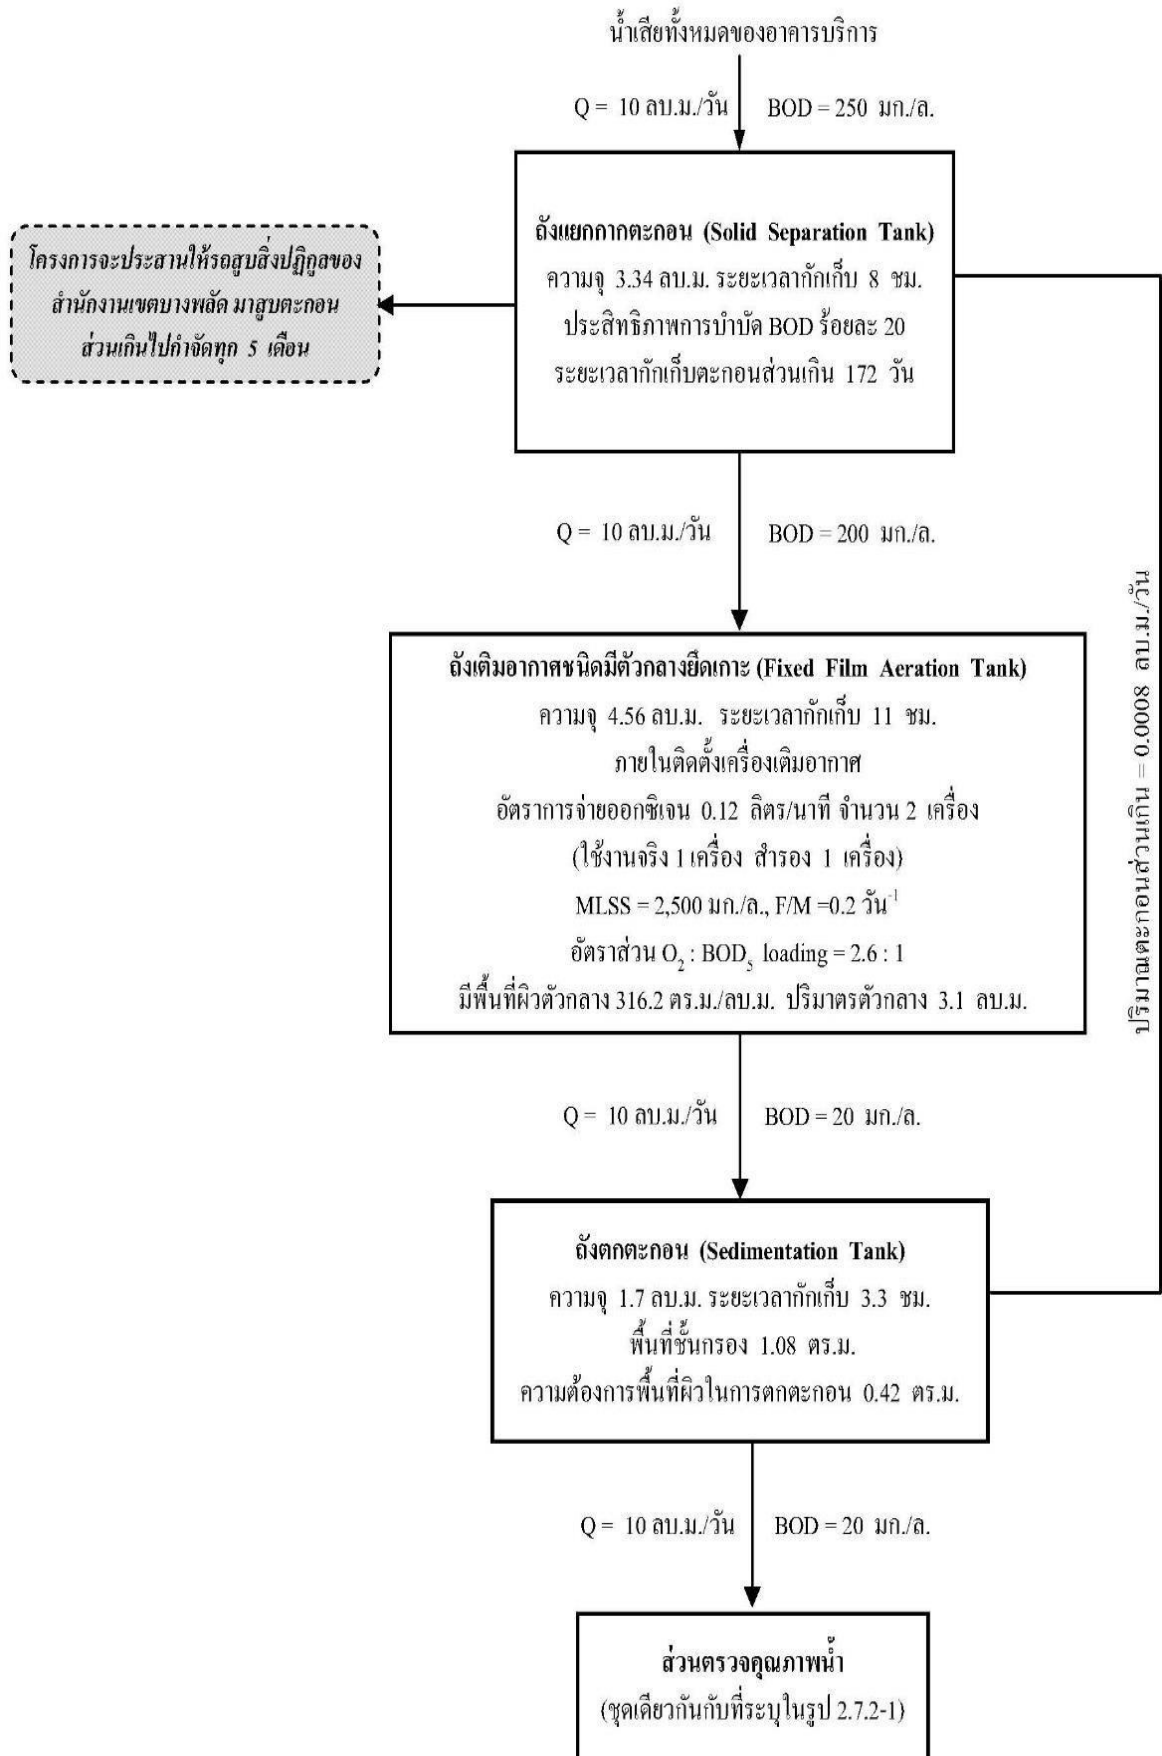 น้ำเสียทั้งหมดของอาคารบริการ
Q = 10 ลบ.ม./วัน BOD = 250 มก./ล.
ถังแยกกากตะกอน (Solid Separation Tank)
ความจุ 3.34 ลบ.ม. ระยะเวลากักเก็บ 8 ชม.
ประสิทธิภาพการบำบัด BOD ร้อยละ 20
ระยะเวลากักเก็บตะกอนส่วนเกิน 172 วัน
โครงการจะประสานให้รถสูบสิ่งปฏิกูลของ
สำนักงานเขตบางพลัด มาสูบตะกอน
ส่วนเกินไปกำจัดทุก 5 เดือน
Q = 10 ลบ.ม./วัน BOD = 200 มก./ล.
ถังเติมอากาศชนิดมีตัวกลางยึดเกาะ (Fixed Film Aeration Tank)
ความจุ 4.56 ลบ.ม. ระยะเวลากักเก็บ 11 ชม.
ภายในติดตั้งเครื่องเติมอากาศ
อัตราการจ่ายออกซิเจน 0.12 ลิตร/นาที จำนวน 2 เครื่อง
(ใช้งานจริง 1 เครื่อง สำรอง 1 เครื่อง)
MLSS = 2,500 มก./ล., F/M =0.2 วัน⁻¹
อัตราส่วน O₂ : BOD₅ loading = 2.6 : 1
มีพื้นที่ผิวตัวกลาง 316.2 ตร.ม./ลบ.ม. ปริมาตรตัวกลาง 3.1 ลบ.ม.
ปริมาณตะกอนส่วนเกิน = 0.0008 ลบ.ม./วัน
Q = 10 ลบ.ม./วัน BOD = 20 มก./ล.
ถังตกตะกอน (Sedimentation Tank)
ความจุ 1.7 ลบ.ม. ระยะเวลากักเก็บ 3.3 ชม.
พื้นที่ชั้นกรอง 1.08 ตร.ม.
ความต้องการพื้นที่ผิวในการตกตะกอน 0.42 ตร.ม.
Q = 10 ลบ.ม./วัน BOD = 20 มก./ล.
ส่วนตรวจคุณภาพน้ำ
(ชุดเดียวกันกับที่ระบุในรูป 2.7.2-1)